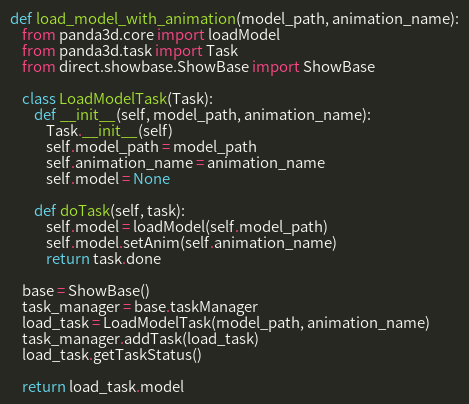 def load_model_with_animation(model_path, animation_name):
    from panda3d.core import loadModel
    from panda3d.task import Task
    from direct.showbase.ShowBase import ShowBase

    class LoadModelTask(Task):
        def __init__(self, model_path, animation_name):
            Task.__init__(self)
            self.model_path = model_path
            self.animation_name = animation_name
            self.model = None

        def doTask(self, task):
            self.model = loadModel(self.model_path)
            self.model.setAnim(self.animation_name)
            return task.done

    base = ShowBase()
    task_manager = base.taskManager
    load_task = LoadModelTask(model_path, animation_name)
    task_manager.addTask(load_task)
    load_task.getTaskStatus()

    return load_task.model